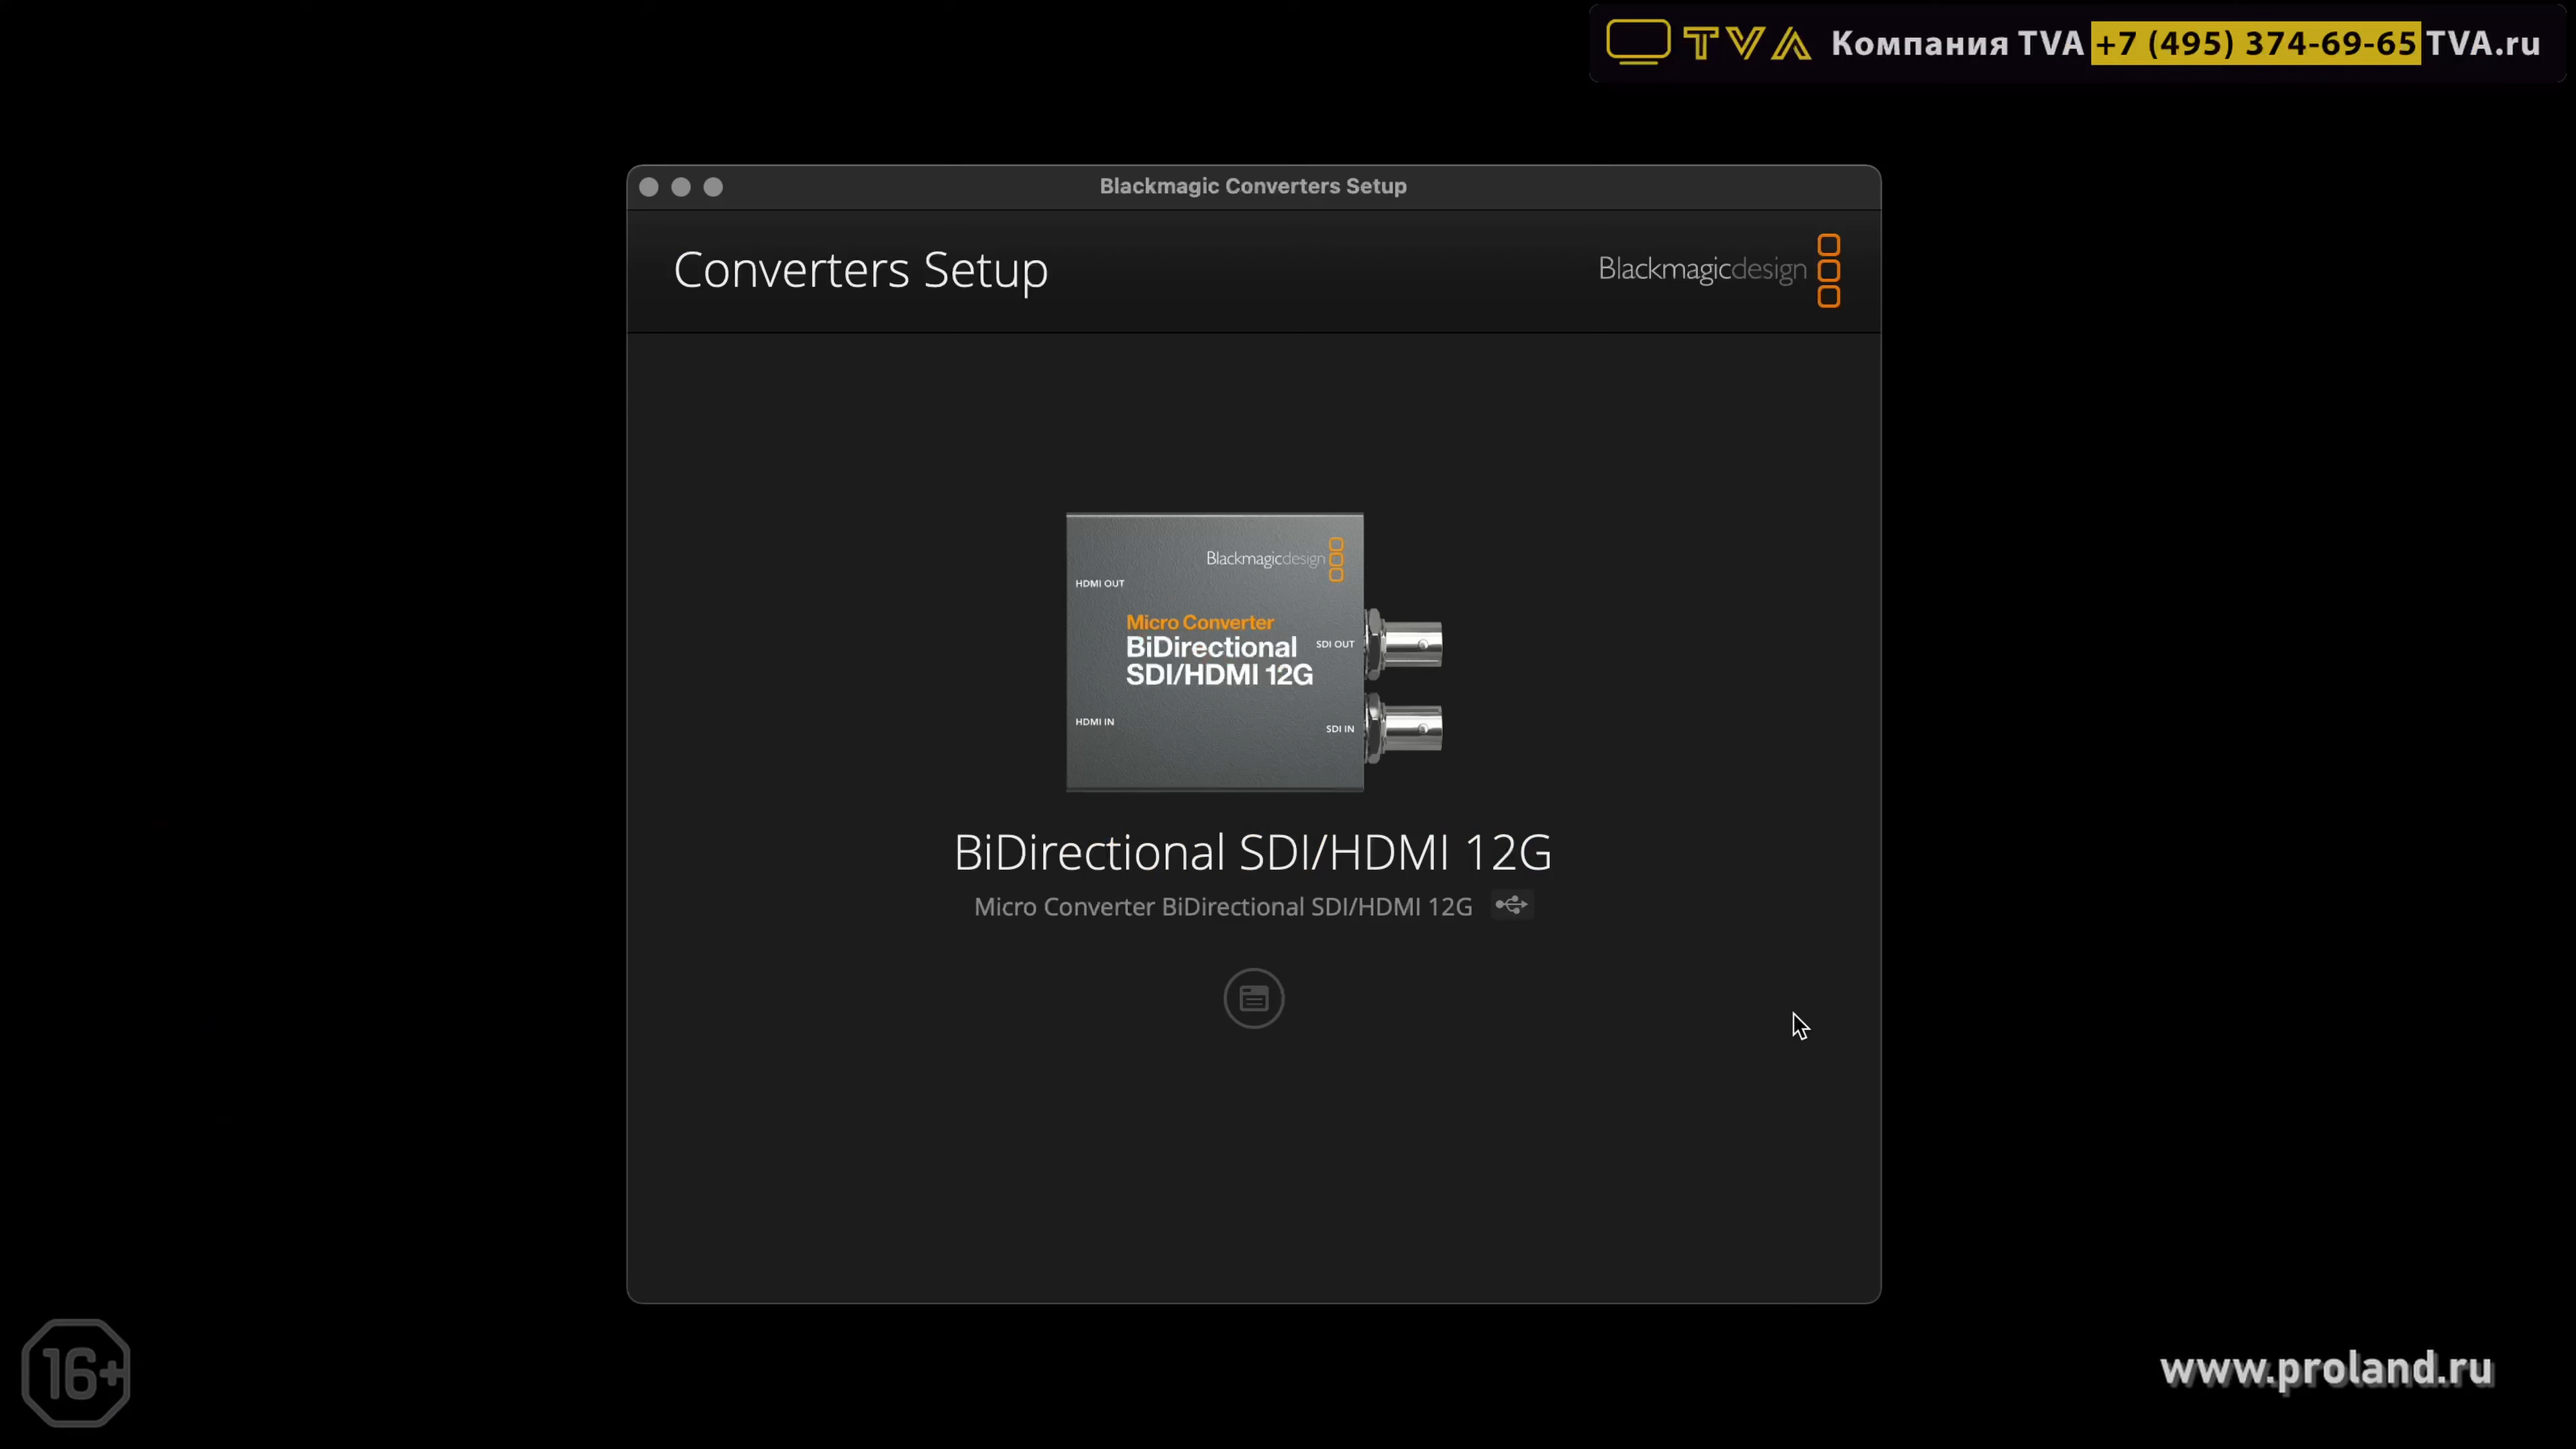 TVA Компания TVA +7 (495) 374-69-65 TVA.ru
Blackmagic Converters Setup
Converters Setup
Blackmagicdesign
Blackmagicdesign
HDMI OUT
Micro Converter
BiDirectional
SDI/HDMI 12G
SDI OUT
HDMI IN
SDI IN
BiDirectional SDI/HDMI 12G
Micro Converter BiDirectional SDI/HDMI 12G
16+
www.proland.ru